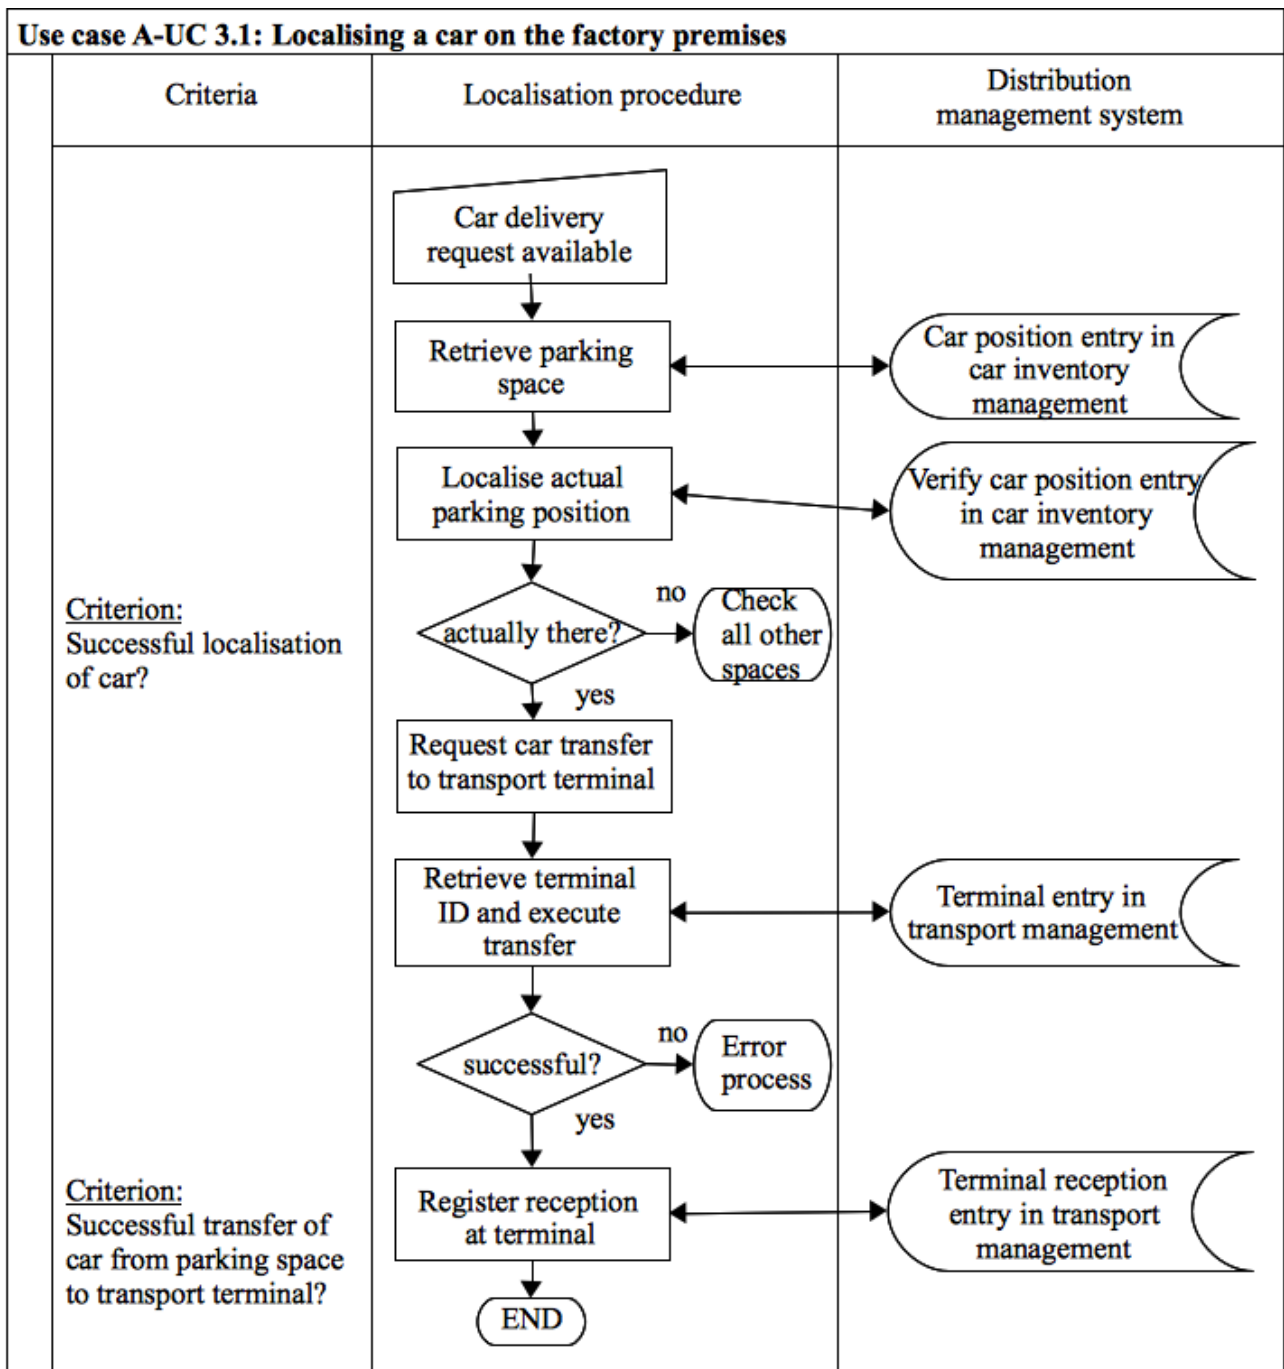 Use case A-UC 3.1: Localising a car on the factory premises
Criteria
Localisation procedure
Distribution
management system
Car delivery
request available
Retrieve parking
space
Car position entry in
car inventory
management
Localise actual
parking position
Verify car position entry
in car inventory
management
Criterion:
Successful localisation
of car?
actually there?
no
Check
all other
spaces
yes
Request car transfer
to transport terminal
Retrieve terminal
ID and execute
transfer
Terminal entry in
transport management
successful?
no
Error
process
yes
Criterion:
Successful transfer of
car from parking space
to transport terminal?
Register reception
at terminal
Terminal reception
entry in transport
management
END